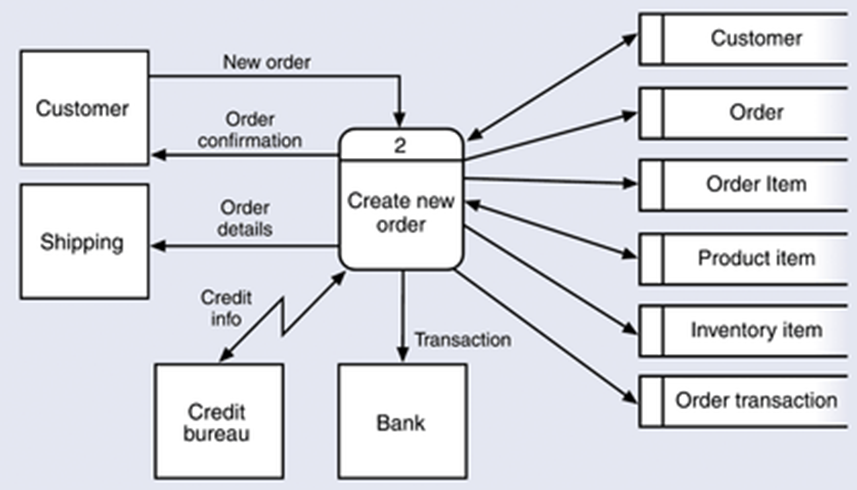 Customer
New order
Order
confirmation
Shipping
Order
details
2
Create new
order
Credit
info
Transaction
Credit
bureau
Bank
Customer
Order
Order Item
Product item
Inventory item
Order transaction